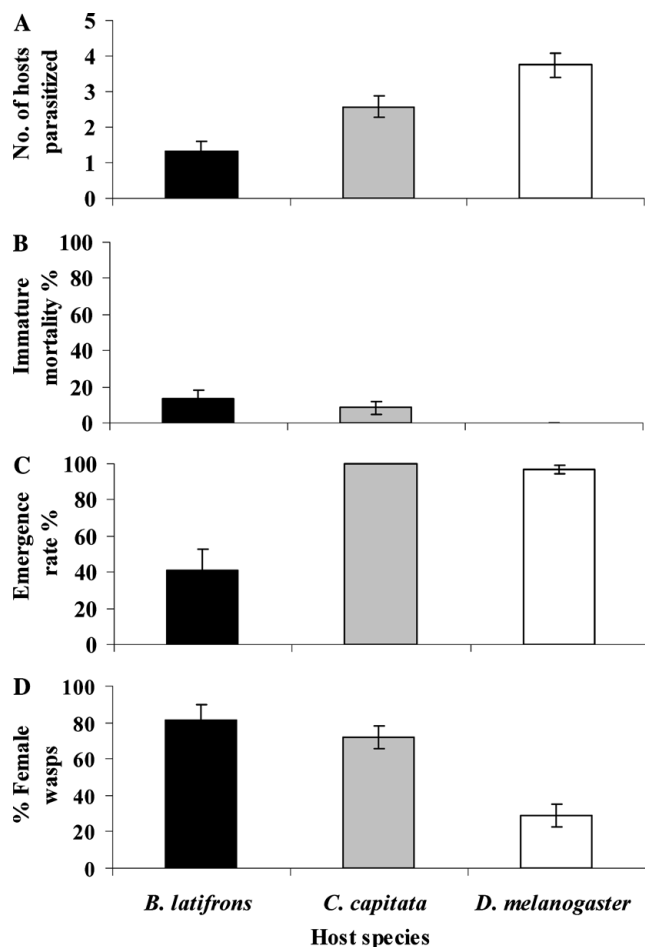 A
No. of hosts
parasitized
5
4
3
2
1
0
B
Immature
mortality %
100
80
60
40
20
0
C
Emergence
rate %
100
80
60
40
20
0
D
% Female
wasps
100
80
60
40
20
0
B. latifrons C. capitata D. melanogaster
Host species